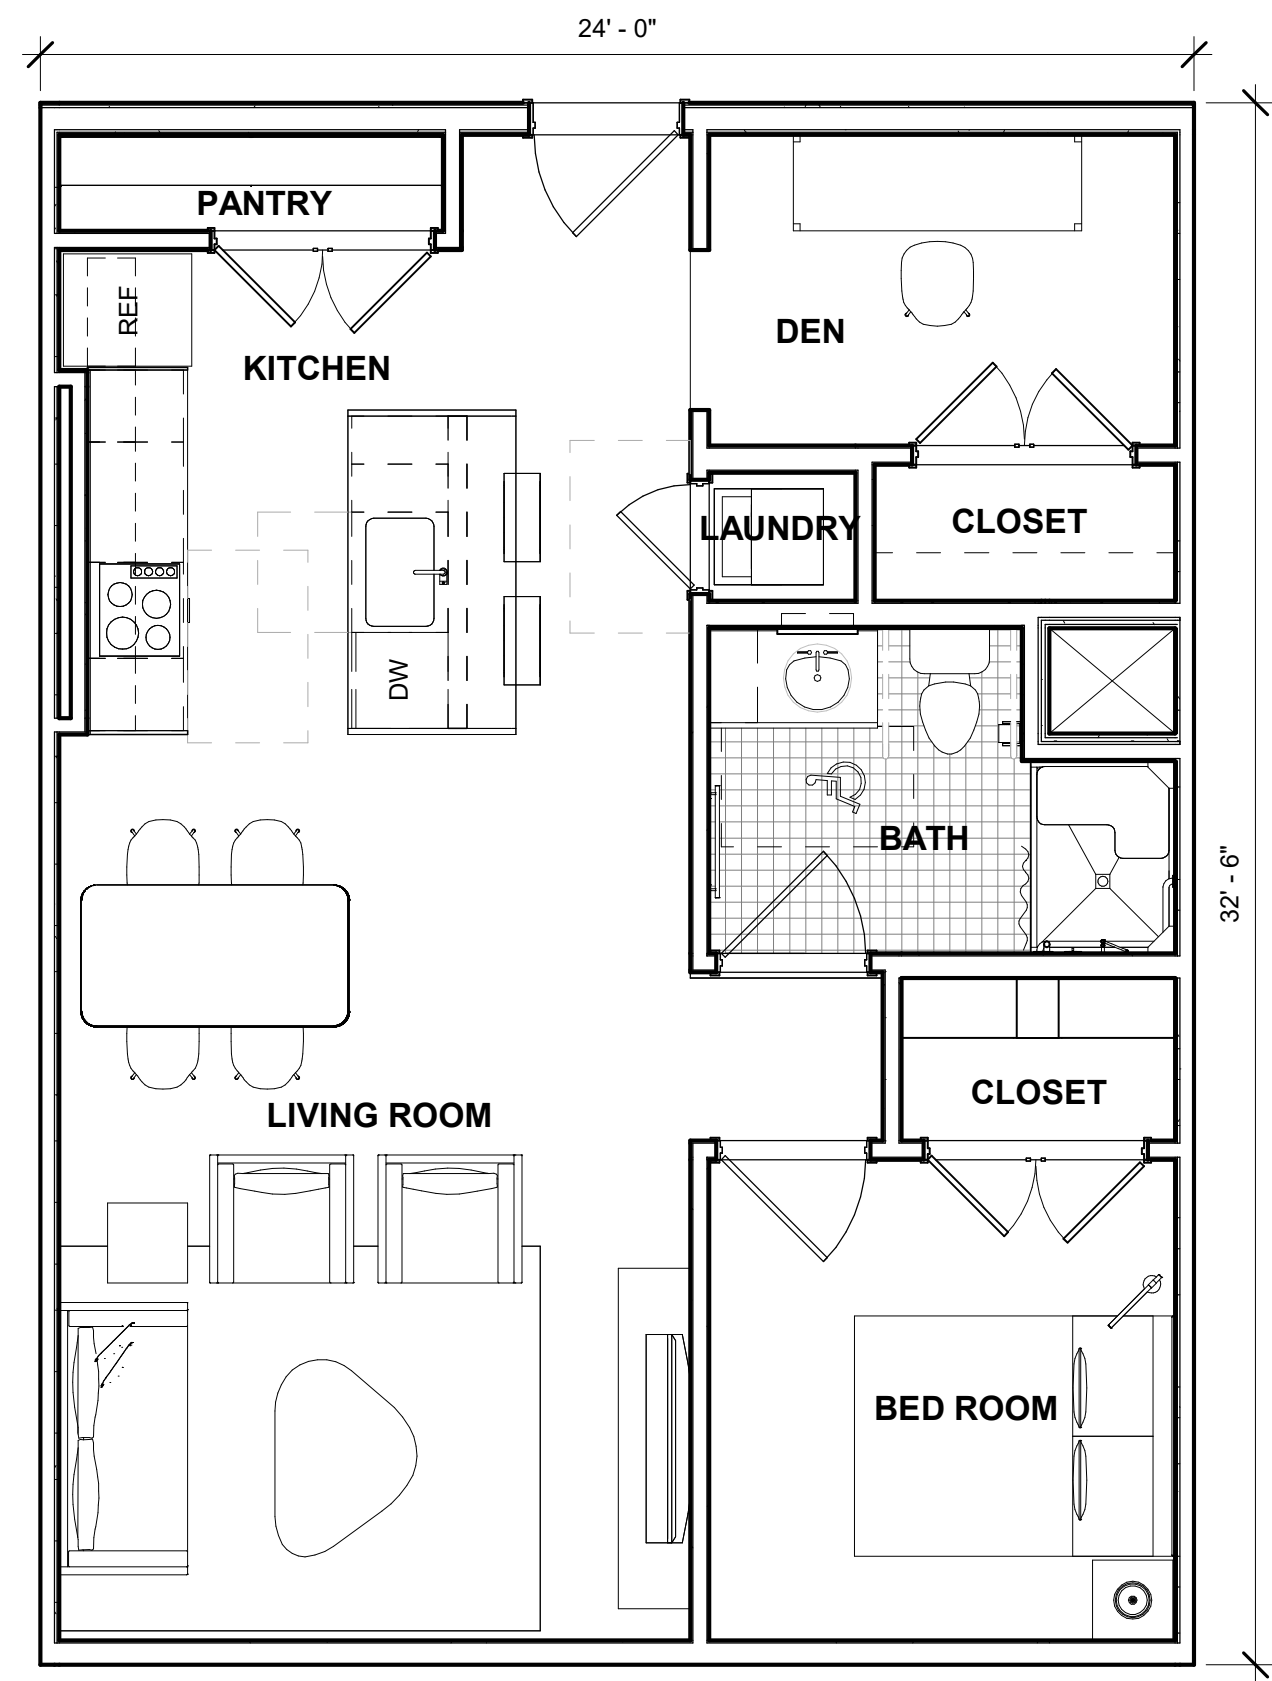 24' - 0"
PANTRY
REF
KITCHEN
DEN
LAUNDRY
CLOSET
DW
BATH
32' - 6"
CLOSET
LIVING ROOM
BED ROOM